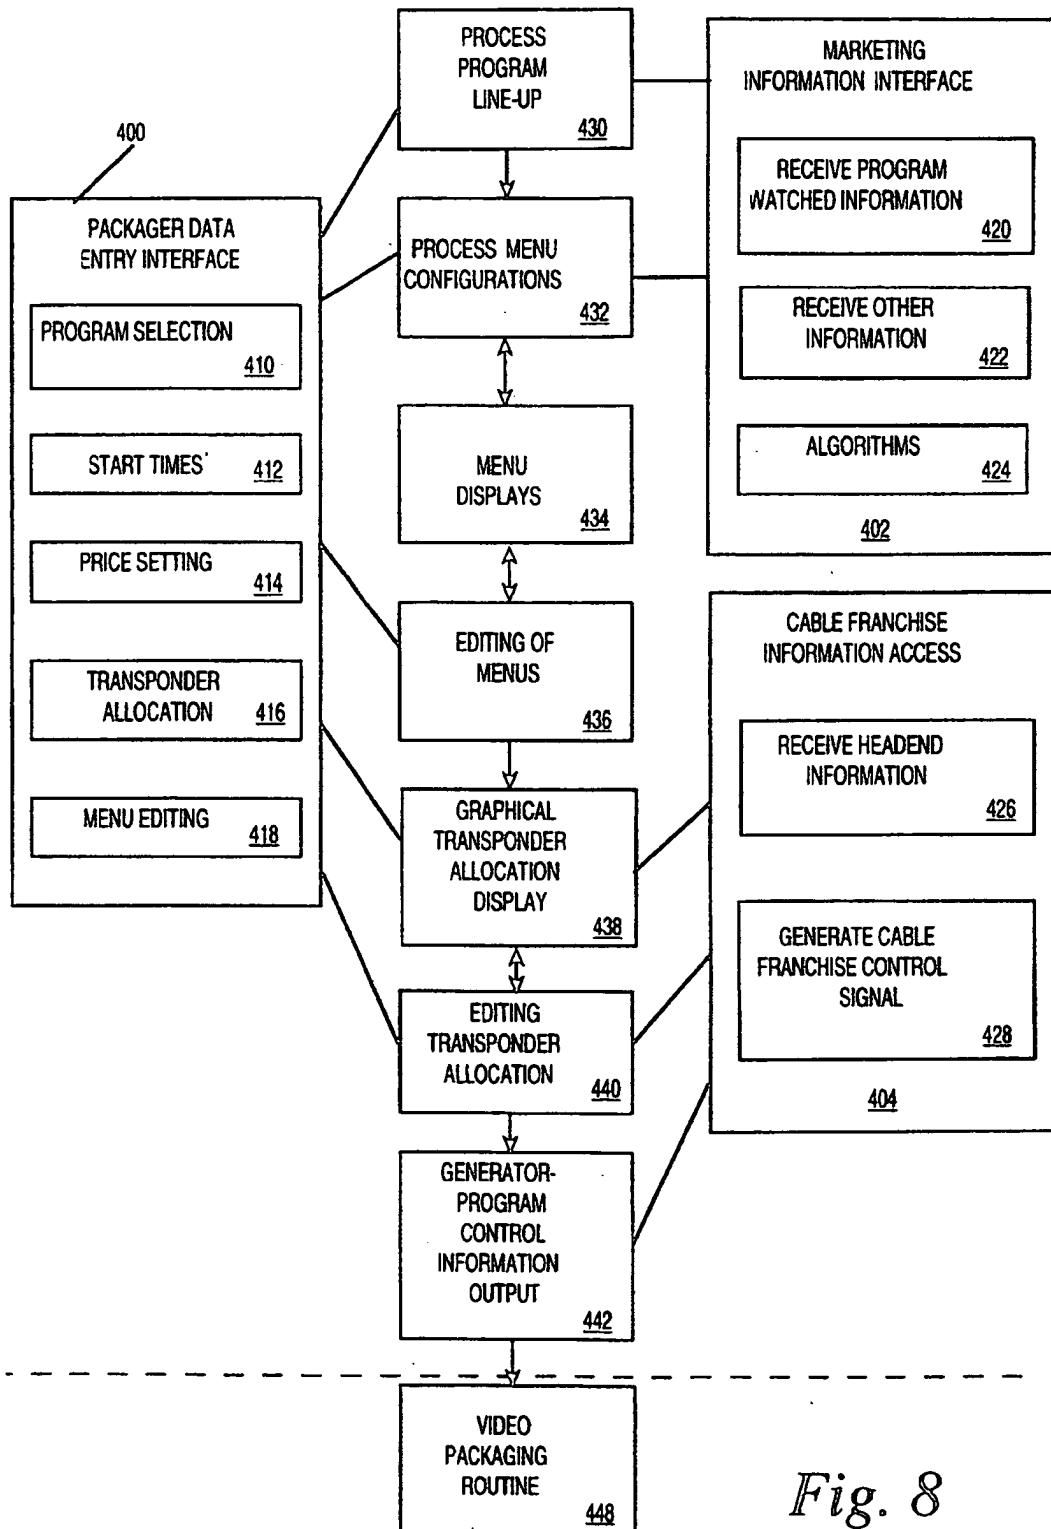 PROCESS
PROGRAM
LINE-UP
430
MARKETING
INFORMATION INTERFACE
RECEIVE PROGRAM
WATCHED INFORMATION
420
RECEIVE OTHER
INFORMATION
422
ALGORITHMS
424
402
400
PACKAGER DATA
ENTRY INTERFACE
PROGRAM SELECTION
410
START TIMES
412
PRICE SETTING
414
TRANSPONDER
ALLOCATION
416
MENU EDITING
418
PROCESS MENU
CONFIGURATIONS
432
MENU
DISPLAYS
434
EDITING OF
MENUS
436
GRAPHICAL
TRANSPONDER
ALLOCATION
DISPLAY
438
EDITING
TRANSPONDER
ALLOCATION
440
GENERATOR-
PROGRAM
CONTROL
INFORMATION
OUTPUT
442
CABLE FRANCHISE
INFORMATION ACCESS
RECEIVE HEADEND
INFORMATION
426
GENERATE CABLE
FRANCHISE CONTROL
SIGNAL
428
404
VIDEO
PACKAGING
ROUTINE
448
Fig. 8